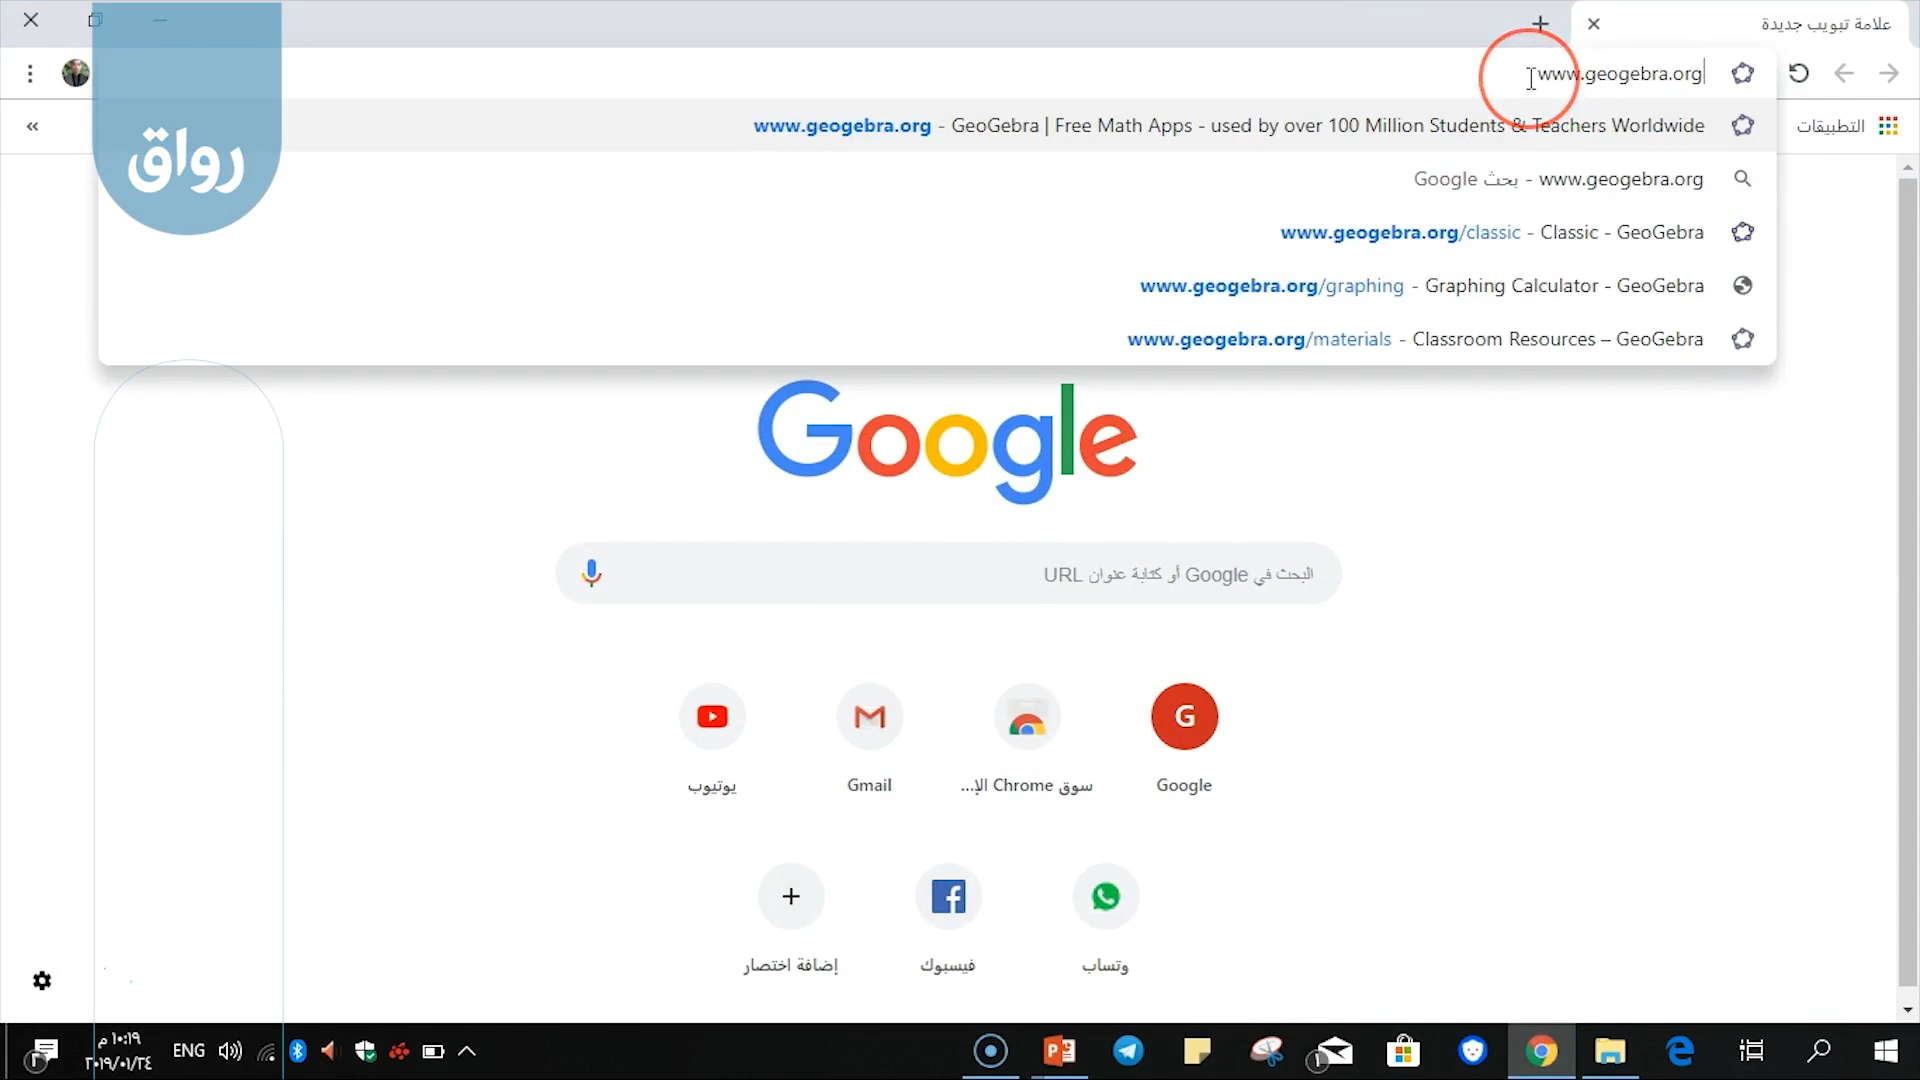 علامة تبويب جديدة
www.geogebra.org
www.geogebra.org - GeoGebra | Free Math Apps - used by over 100 Million Students & Teachers Worldwide
www.geogebra.org - بحث Google
www.geogebra.org/classic - Classic - GeoGebra
www.geogebra.org/graphing - Graphing Calculator - GeoGebra
www.geogebra.org/materials - Classroom Resources – GeoGebra
التطبيقات
رواق
Google
البحث في Google أو كتابة عنوان URL
G
Google
سوق Chrome الإ...
Gmail
يوتيوب
وتساب
فيسبوك
إضافة اختصار
ENG
١٠:١٩ م
٢٠١٩/٠١/٢٤